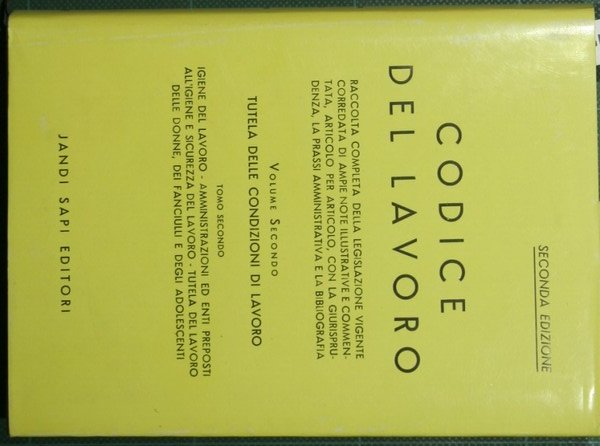 SECONDA EDIZIONE
CODICE
DEL LAVORO
RACCOLTA COMPLETA DELLA LEGISLAZIONE VIGENTE
CORREDATA DI AMPIE NOTE ILLUSTRATIVE E COMMEN-
TATA, ARTICOLO PER ARTICOLO, CON LA GIURISPRU-
DENZA, LA PRASSI AMMINISTRATIVA E LA BIBLIOGRAFIA
VOLUME SECONDO
TUTELA DELLE CONDIZIONI DI LAVORO
TOMO SECONDO
IGIENE DEL LAVORO - AMMINISTRAZIONI ED ENTI PREPOSTI
ALL'IGIENE E SICUREZZA DEL LAVORO - TUTELA DEL LAVORO
DELLE DONNE, DEI FANCIULLI E DEGLI ADOLESCENTI
JANDI SAPI EDITORI